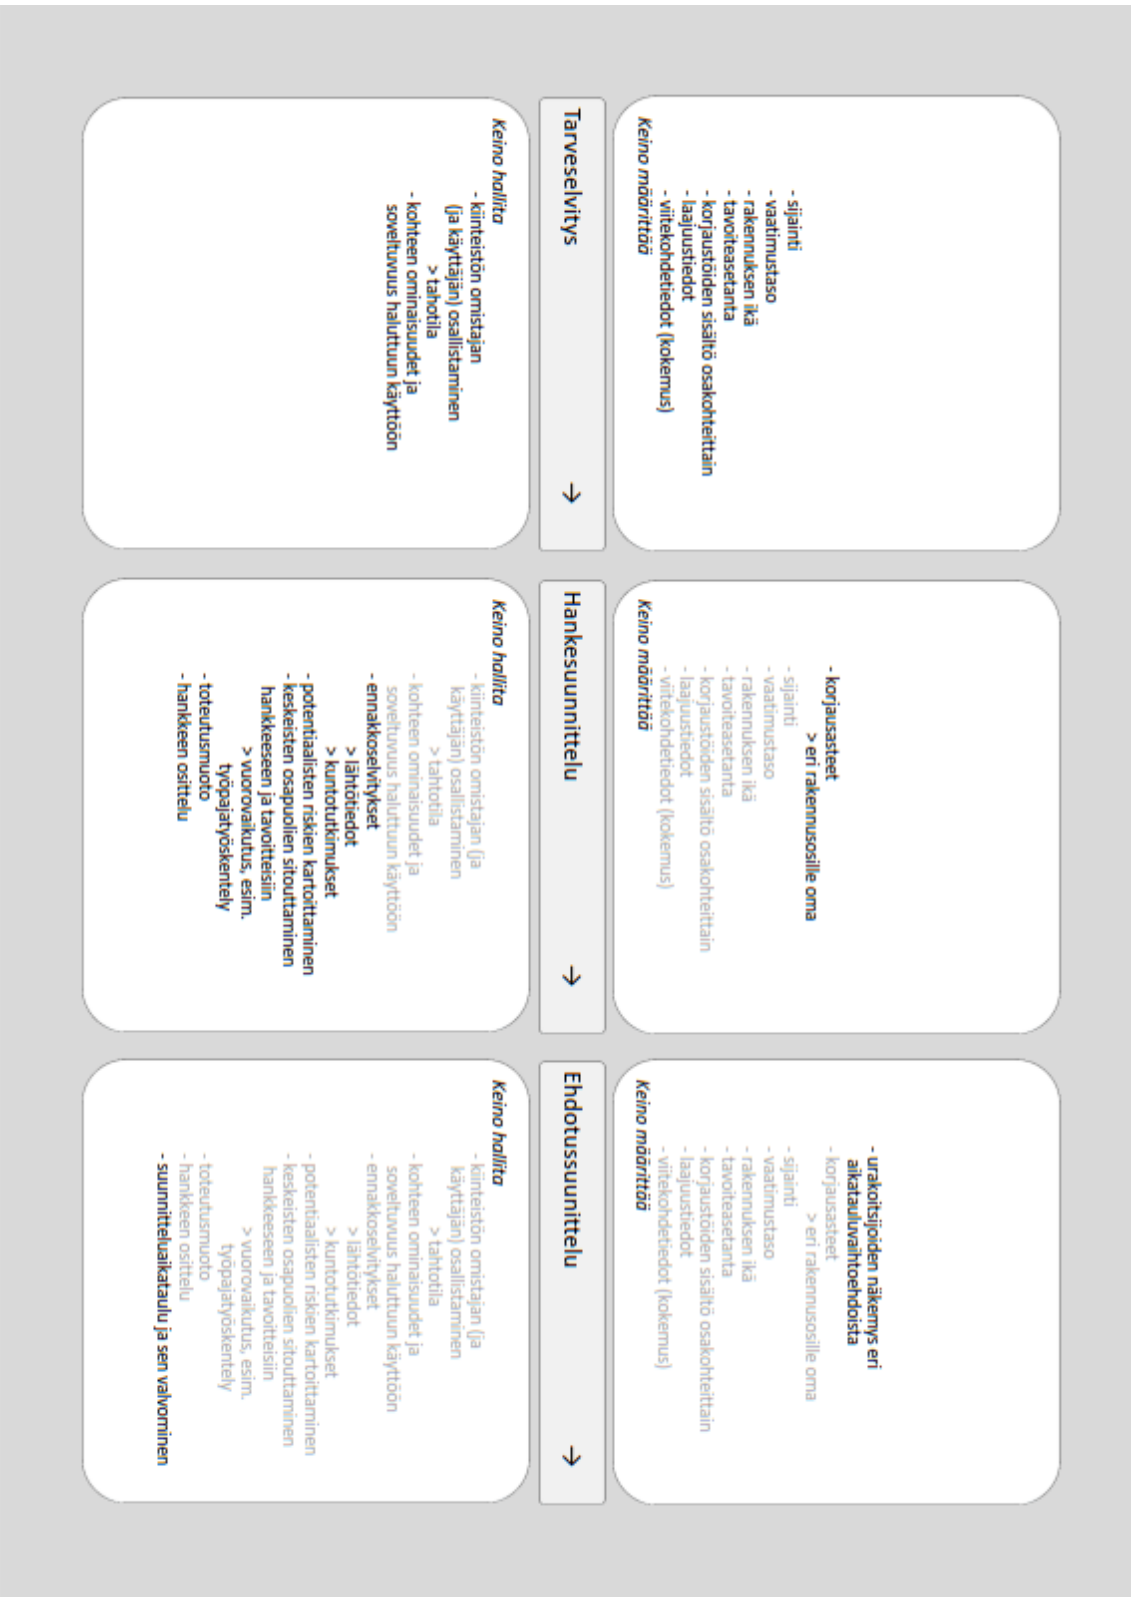 - sijainti
- vaatimustaso
- rakennuksen ikä
- tavoiteasetanta
- korjaustöiden sisältö osakohteittain
- laajuustiedot
- viitekohdetiedot (kokemus)
Keino määrittää
- korjausasteet
> eri rakennusosille oma
- sijainti
- vaatimustaso
- rakennuksen ikä
- tavoiteasetanta
- korjaustöiden sisältö osakohteittain
- laajuustiedot
- viitekohdetiedot (kokemus)
Keino määrittää
- urakoitsijoiden näkemys eri
aikatauluvaihtoehdoista
- korjausasteet
> eri rakennusosille oma
- sijainti
- vaatimustaso
- rakennuksen ikä
- tavoiteasetanta
- korjaustöiden sisältö osakohteittain
- laajuustiedot
- viitekohdetiedot (kokemus)
Keino määrittää
Tarveselvitys →
Hankesuunnittelu →
Ehdotussuunittelu →
Keino hallita
- kiinteistön omistajan
(ja käyttäjän) osallistaminen
> tahotila
- kohteen ominaisuudet ja
soveltuvuus haluttuun käyttöön
Keino hallita
- kiinteistön omistajan (ja
käyttäjän) osallistaminen
> tahtotila
- kohteen ominaisuudet ja
soveltuvuus haluttuun käyttöön
- ennakkoselvitykset
> lähtötiedot
> kuntotutkimukset
- potentiaalisten riskien kartoittaminen
- keskeisten osapuolien sitouttaminen
hankkeeseen ja tavoitteisiin
> vuorovaikutus, esim.
työpajatyöskentely
- toteutusmuoto
- hankkeen osittelu
Keino hallita
- kiinteistön omistajan (ja
käyttäjän) osallistaminen
> tahtotila
- kohteen ominaisuudet ja
soveltuvuus haluttuun käyttöön
- ennakkoselvitykset
> lähtötiedot
> kuntotutkimukset
- potentiaalisten riskien kartoittaminen
- keskeisten osapuolien sitouttaminen
hankkeeseen ja tavoitteisiin
> vuorovaikutus, esim.
työpajatyöskentely
- toteutusmuoto
- hankkeen osittelu
- suunnitteluaikataulu ja sen valvominen